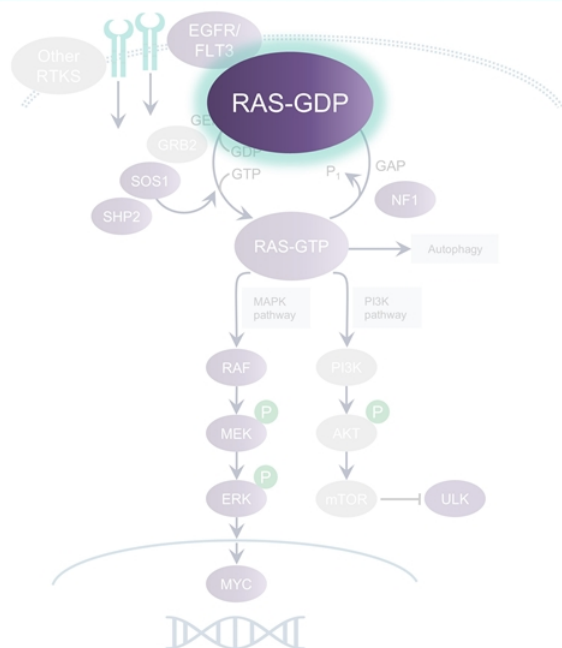 EGFR/
FLT3
Other
RTKS
RAS-GDP
GRB2
GDP
GTP
P1
GAP
SOS1
SHP2
NF1
RAS-GTP
Autophagy
MAPK
pathway
PI3K
pathway
RAF
PI3K
P
P
MEK
AKT
P
ERK
mTOR
ULK
MYC